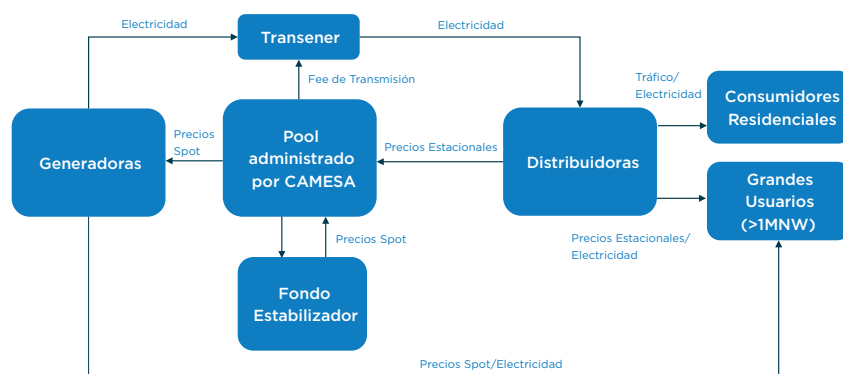 Electricidad
Transener
Electricidad
Fee de Transmisión
Tráfico/
Electricidad
Consumidores
Residenciales
Generadoras
Precios
Spot
Pool
administrado
por CAMESA
Precios Estacionales
Distribuidoras
Grandes
Usuarios
(>1MNW)
Precios Spot
Precios Estacionales/
Electricidad
Fondo
Estabilizador
Precios Spot/Electricidad